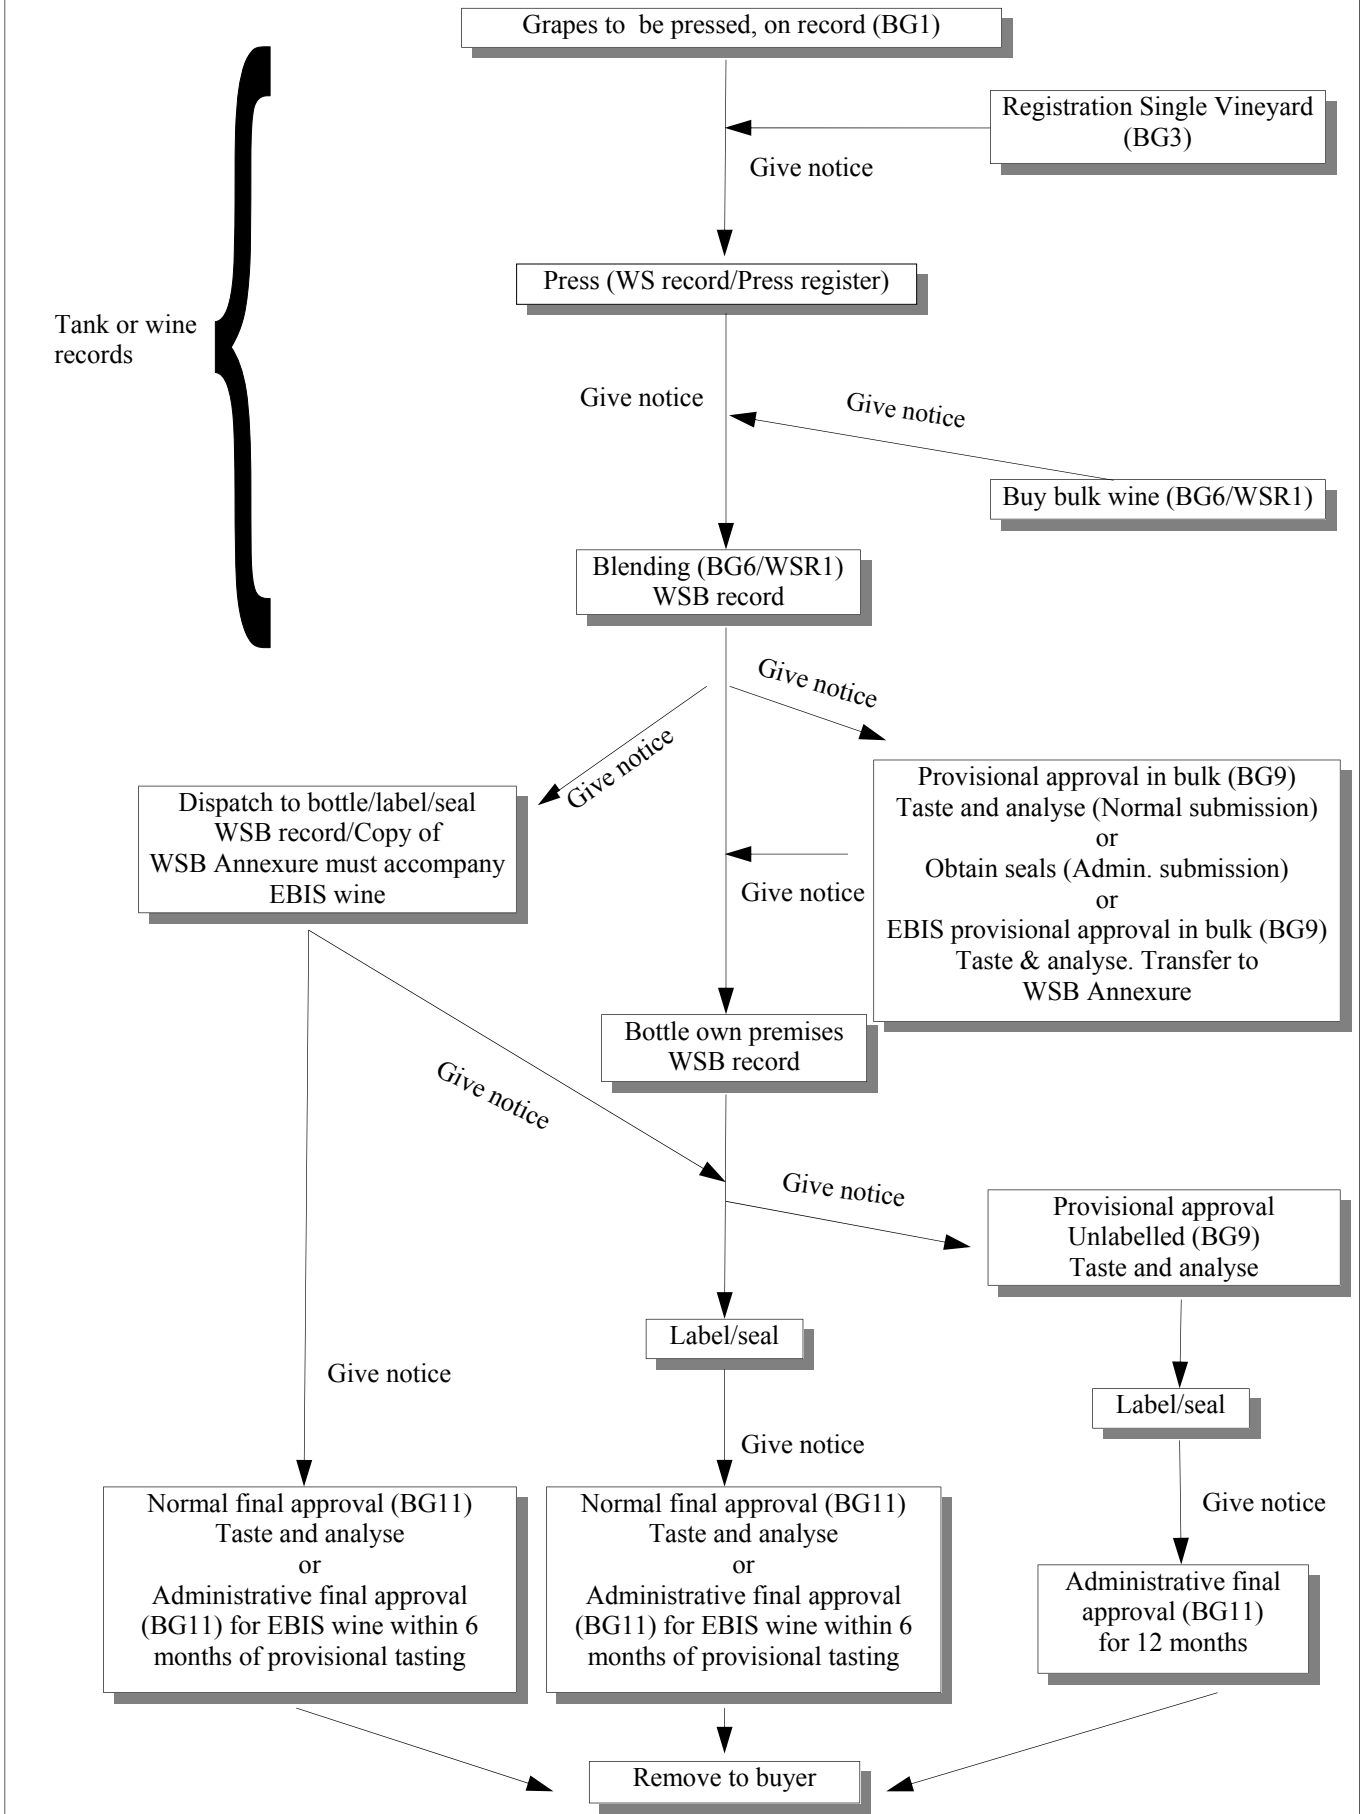 Grapes to be pressed, on record (BG1)
Registration Single Vineyard
(BG3)
Give notice
Press (WS record/Press register)
Tank or wine
records
Give notice
Give notice
Buy bulk wine (BG6/WSR1)
Blending (BG6/WSR1)
WSB record
Give notice
Give notice
Dispatch to bottle/label/seal
WSB record/Copy of
WSB Annexure must accompany
EBIS wine
Provisional approval in bulk (BG9)
Taste and analyse (Normal submission)
or
Obtain seals (Admin. submission)
or
EBIS provisional approval in bulk (BG9)
Taste & analyse. Transfer to
WSB Annexure
Give notice
Bottle own premises
WSB record
Give notice
Give notice
Provisional approval
Unlabelled (BG9)
Taste and analyse
Label/seal
Give notice
Label/seal
Give notice
Normal final approval (BG11)
Taste and analyse
or
Administrative final approval
(BG11) for EBIS wine within 6
months of provisional tasting
Normal final approval (BG11)
Taste and analyse
or
Administrative final approval
(BG11) for EBIS wine within 6
months of provisional tasting
Give notice
Administrative final
approval (BG11)
for 12 months
Remove to buyer